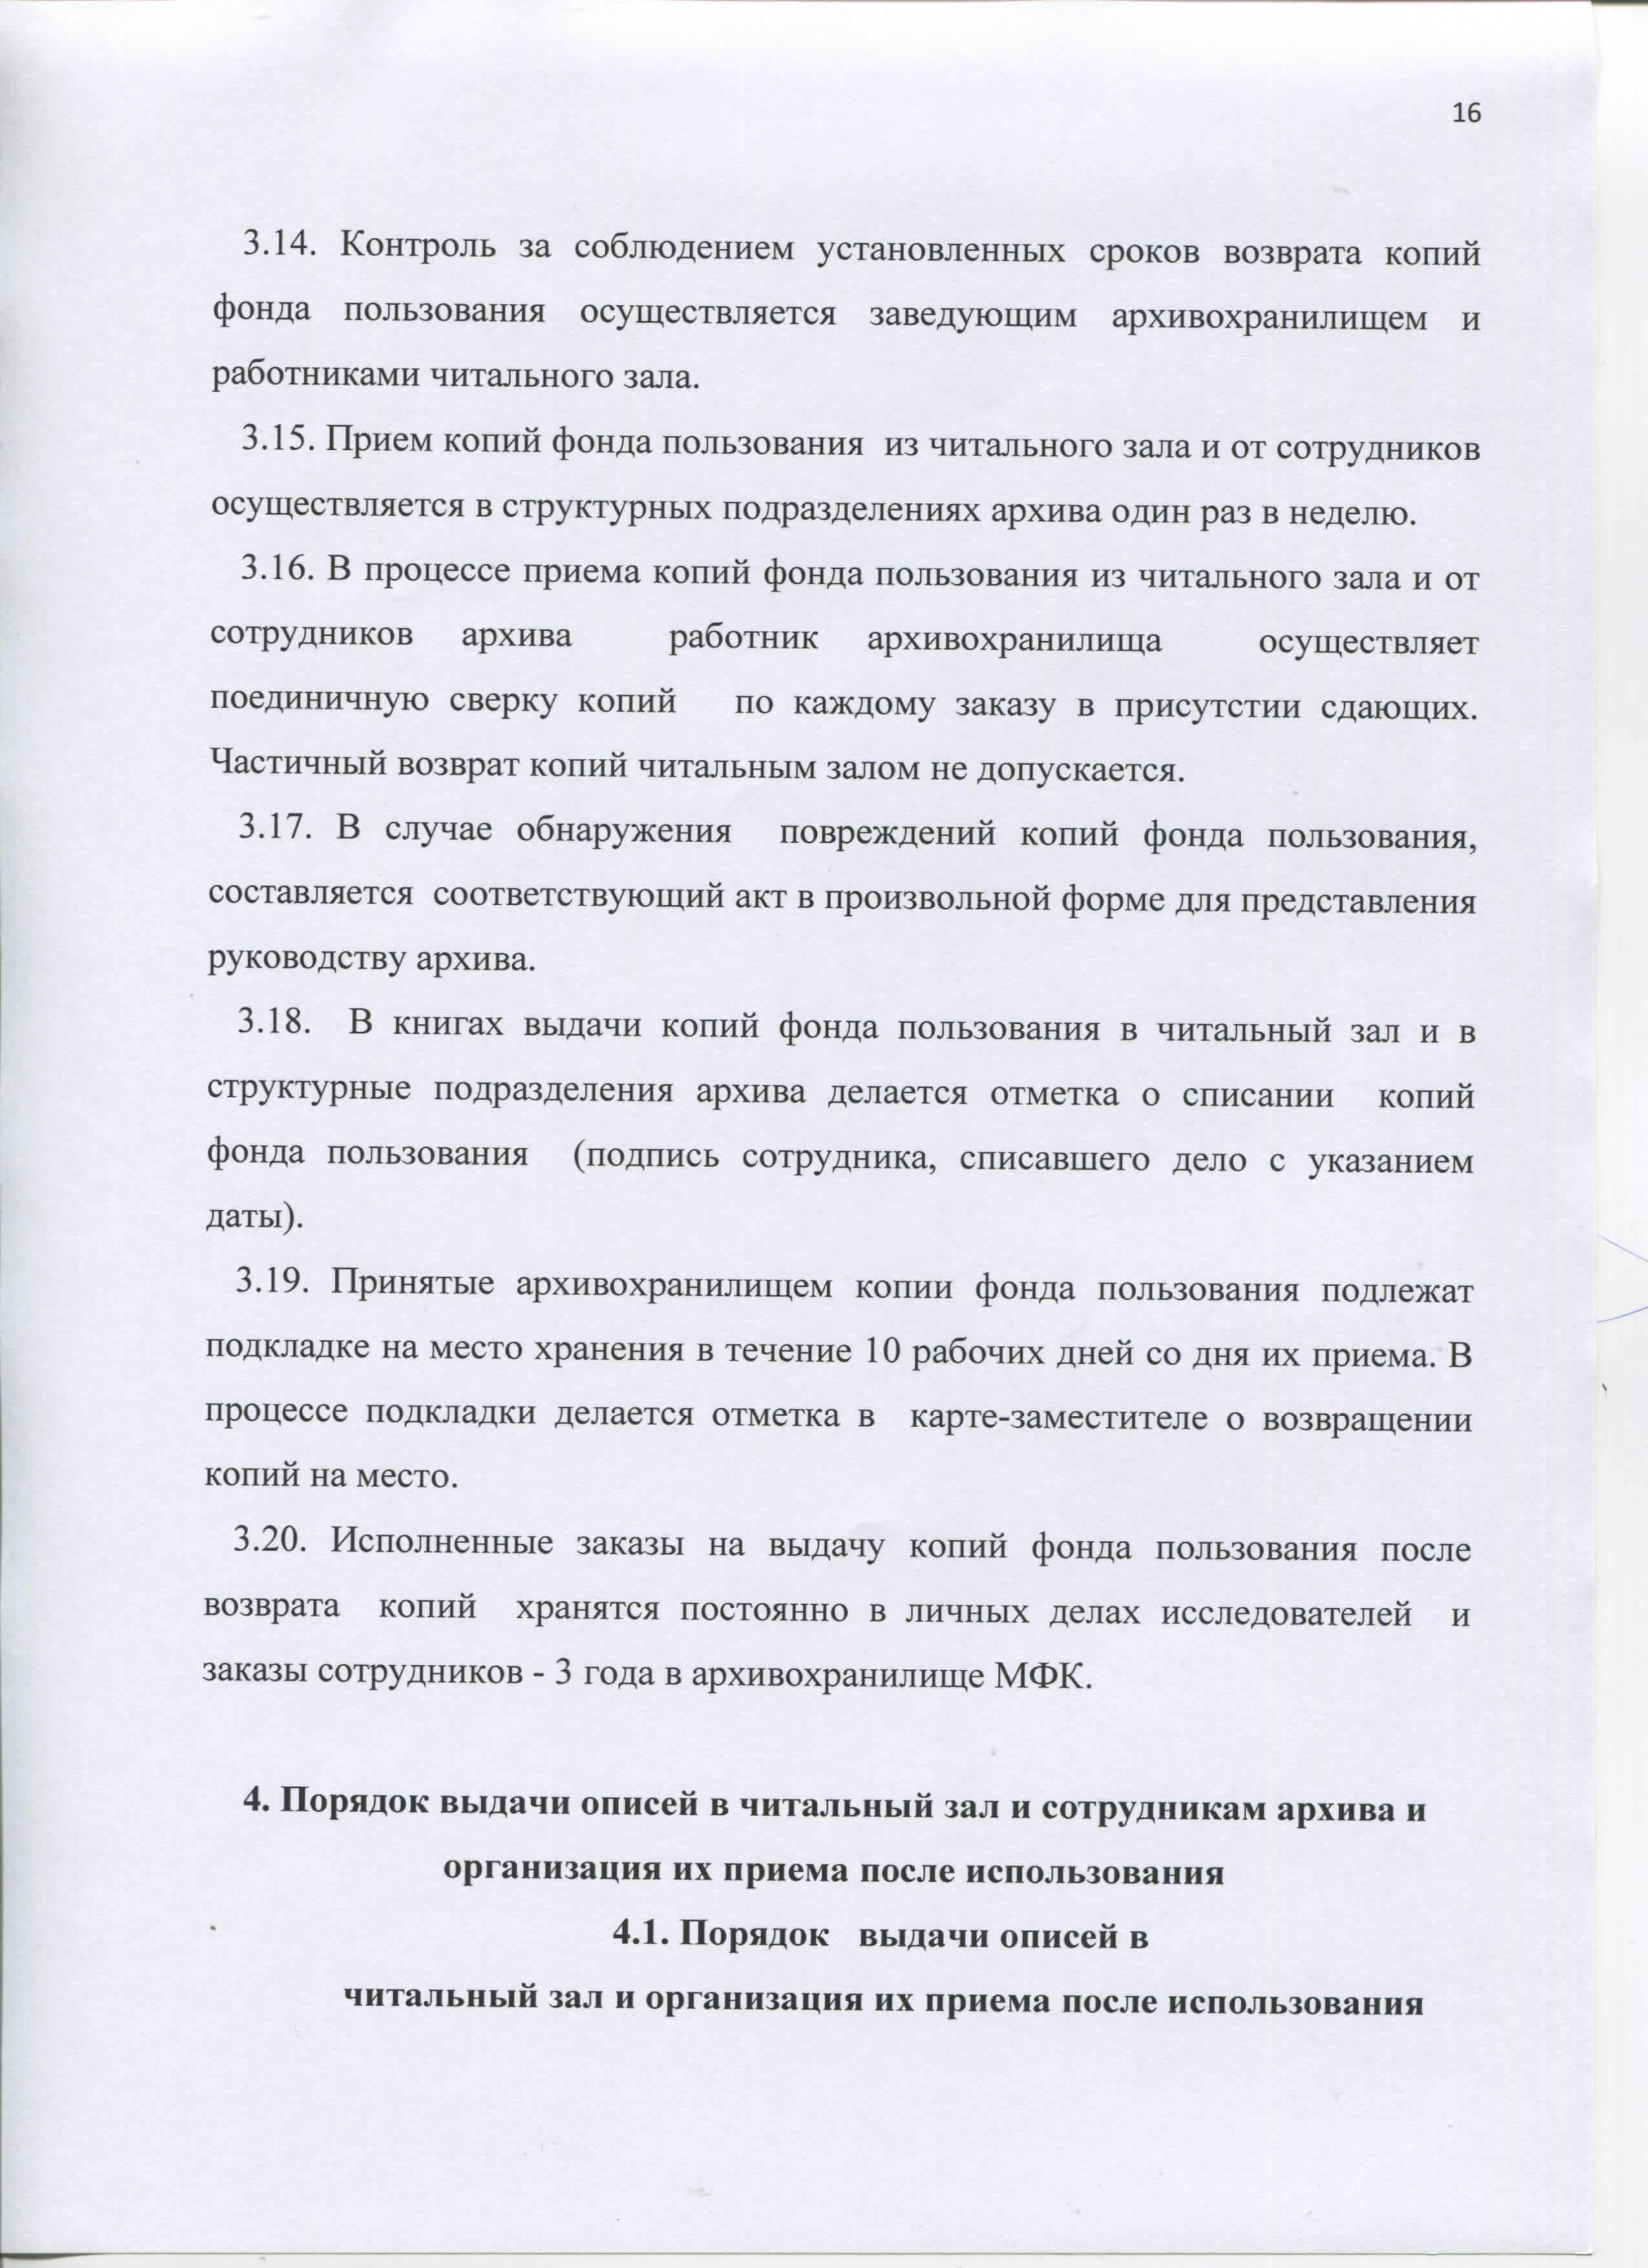 16
3.14. Контроль за соблюдением установленных сроков возврата копий
фонда пользования осуществляется заведующим архивохранилищем и
работниками читального зала.
3.15. Прием копий фонда пользования из читального зала и от сотрудников
осуществляется в структурных подразделениях архива один раз в неделю.
3.16. В процессе приема копий фонда пользования из читального зала и от
сотрудников архива работник архивохранилища осуществляет
поединичную сверку копий по каждому заказу в присутстии сдающих.
Частичный возврат копий читальным залом не допускается.
3.17. В случае обнаружения повреждений копий фонда пользования,
составляется соответствующий акт в произвольной форме для представления
руководству архива.
3.18. В книгах выдачи копий фонда пользования в читальный зал и в
структурные подразделения архива делается отметка о списании копий
фонда пользования (подпись сотрудника, списавшего дело с указанием
даты).
3.19. Принятые архивохранилищем копии фонда пользования подлежат
подкладке на место хранения в течение 10 рабочих дней со дня их приема. В
процессе подкладки делается отметка в карте-заместителе о возвращении
копий на место.
3.20. Исполненные заказы на выдачу копий фонда пользования после
возврата копий хранятся постоянно в личных делах исследователей и
заказы сотрудников - 3 года в архивохранилище МФК.
4. Порядок выдачи описей в читальный зал и сотрудникам архива и
организация их приема после использования
4.1. Порядок выдачи описей в
читальный зал и организация их приема после использования